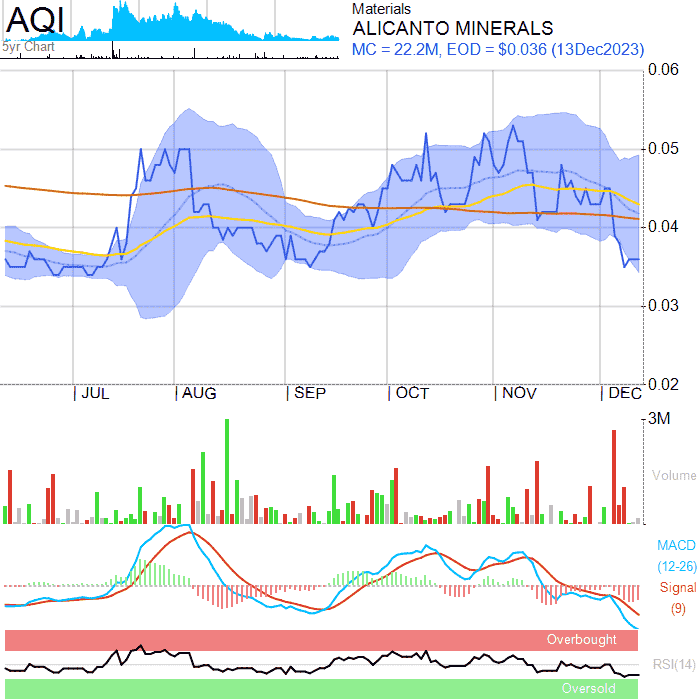 AQI
5yr Chart
Materials
ALICANTO MINERALS
MC = 22.2M, EOD = $0.036 (13Dec2023)
0.06
0.05
0.04
0.03
0.02
| JUL | AUG | SEP | OCT | NOV | DEC
3M
Volume
MACD
(12-26)
Signal
(9)
Overbought
RSI(14)
Oversold